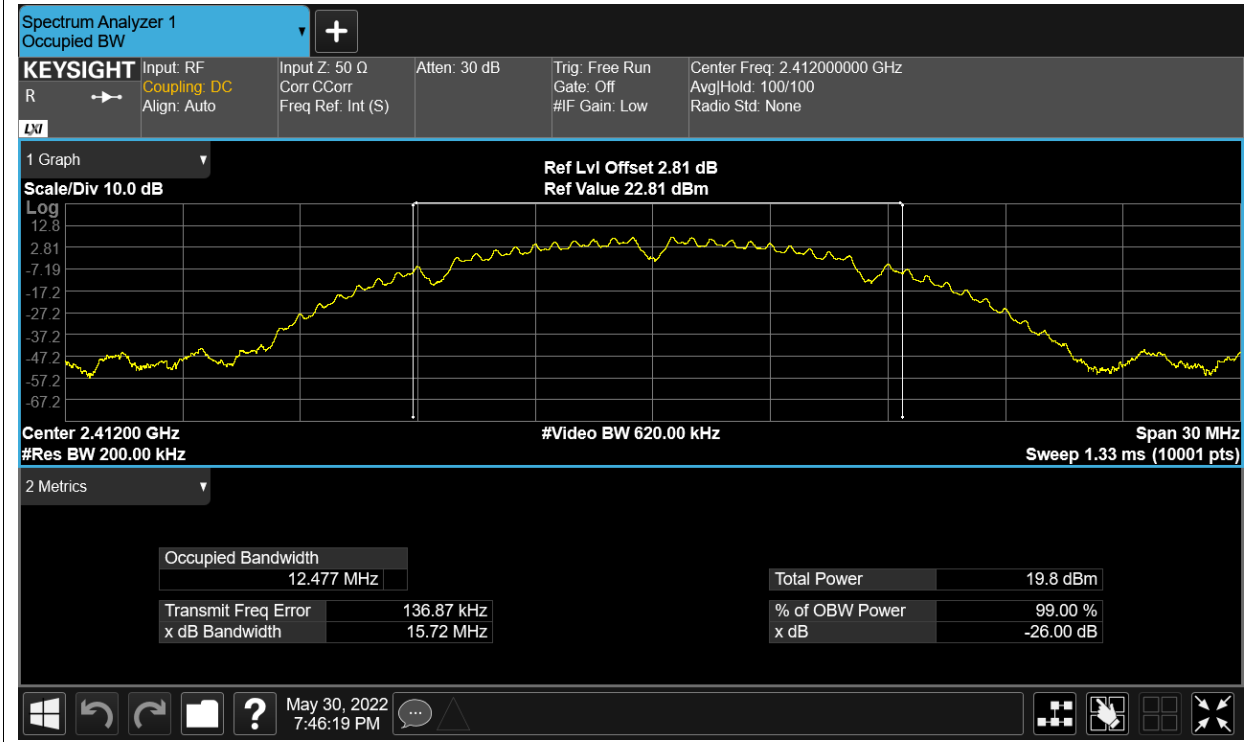 Spectrum Analyzer 1
Occupied BW
+
KEYSIGHT
R
LXI
Input: RF
Coupling: DC
Align: Auto
Input Z: 50 Ω
Corr CCorr
Freq Ref: Int (S)
Atten: 30 dB
Trig: Free Run
Gate: Off
#IF Gain: Low
Center Freq: 2.412000000 GHz
Avg|Hold: 100/100
Radio Std: None
1 Graph
Scale/Div 10.0 dB
Ref Lvl Offset 2.81 dB
Ref Value 22.81 dBm
Log
12.8
2.81
-7.19
-17.2
-27.2
-37.2
-47.2
-57.2
-67.2
Center 2.41200 GHz
#Video BW 620.00 kHz
Span 30 MHz
#Res BW 200.00 kHz
Sweep 1.33 ms (10001 pts)
2 Metrics
Occupied Bandwidth
12.477 MHz
Total Power 19.8 dBm
Transmit Freq Error 136.87 kHz
% of OBW Power 99.00 %
x dB Bandwidth 15.72 MHz
x dB -26.00 dB
?
May 30, 2022
7:46:19 PM